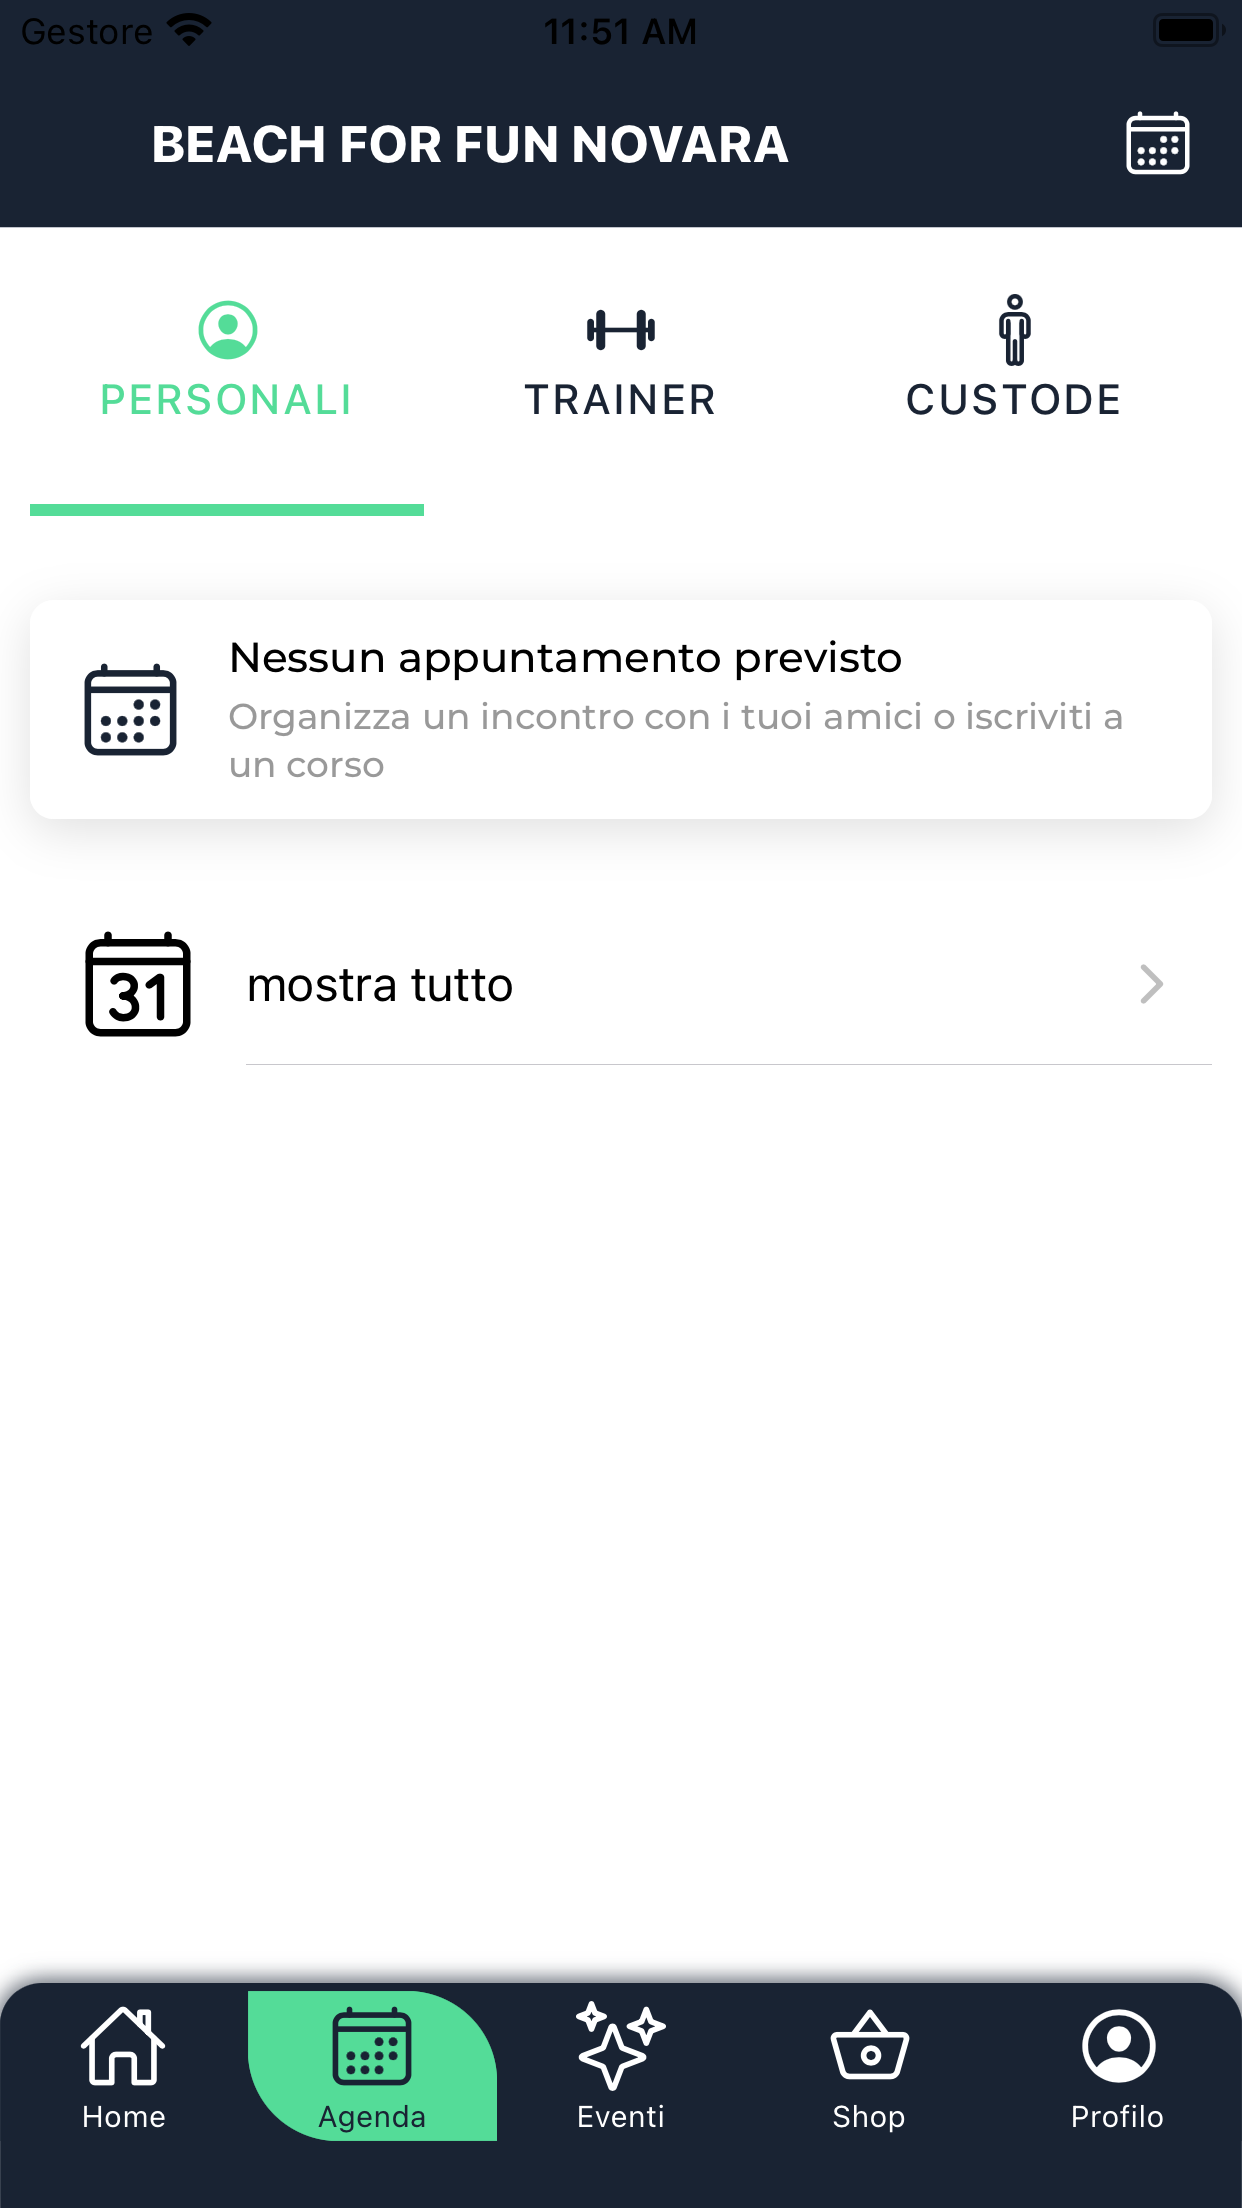 Gestore 11:51 AM
BEACH FOR FUN NOVARA
PERSONALI TRAINER CUSTODE
Nessun appuntamento previsto
Organizza un incontro con i tuoi amici o iscriviti a
un corso
31 mostra tutto
Home Agenda Eventi Shop Profilo